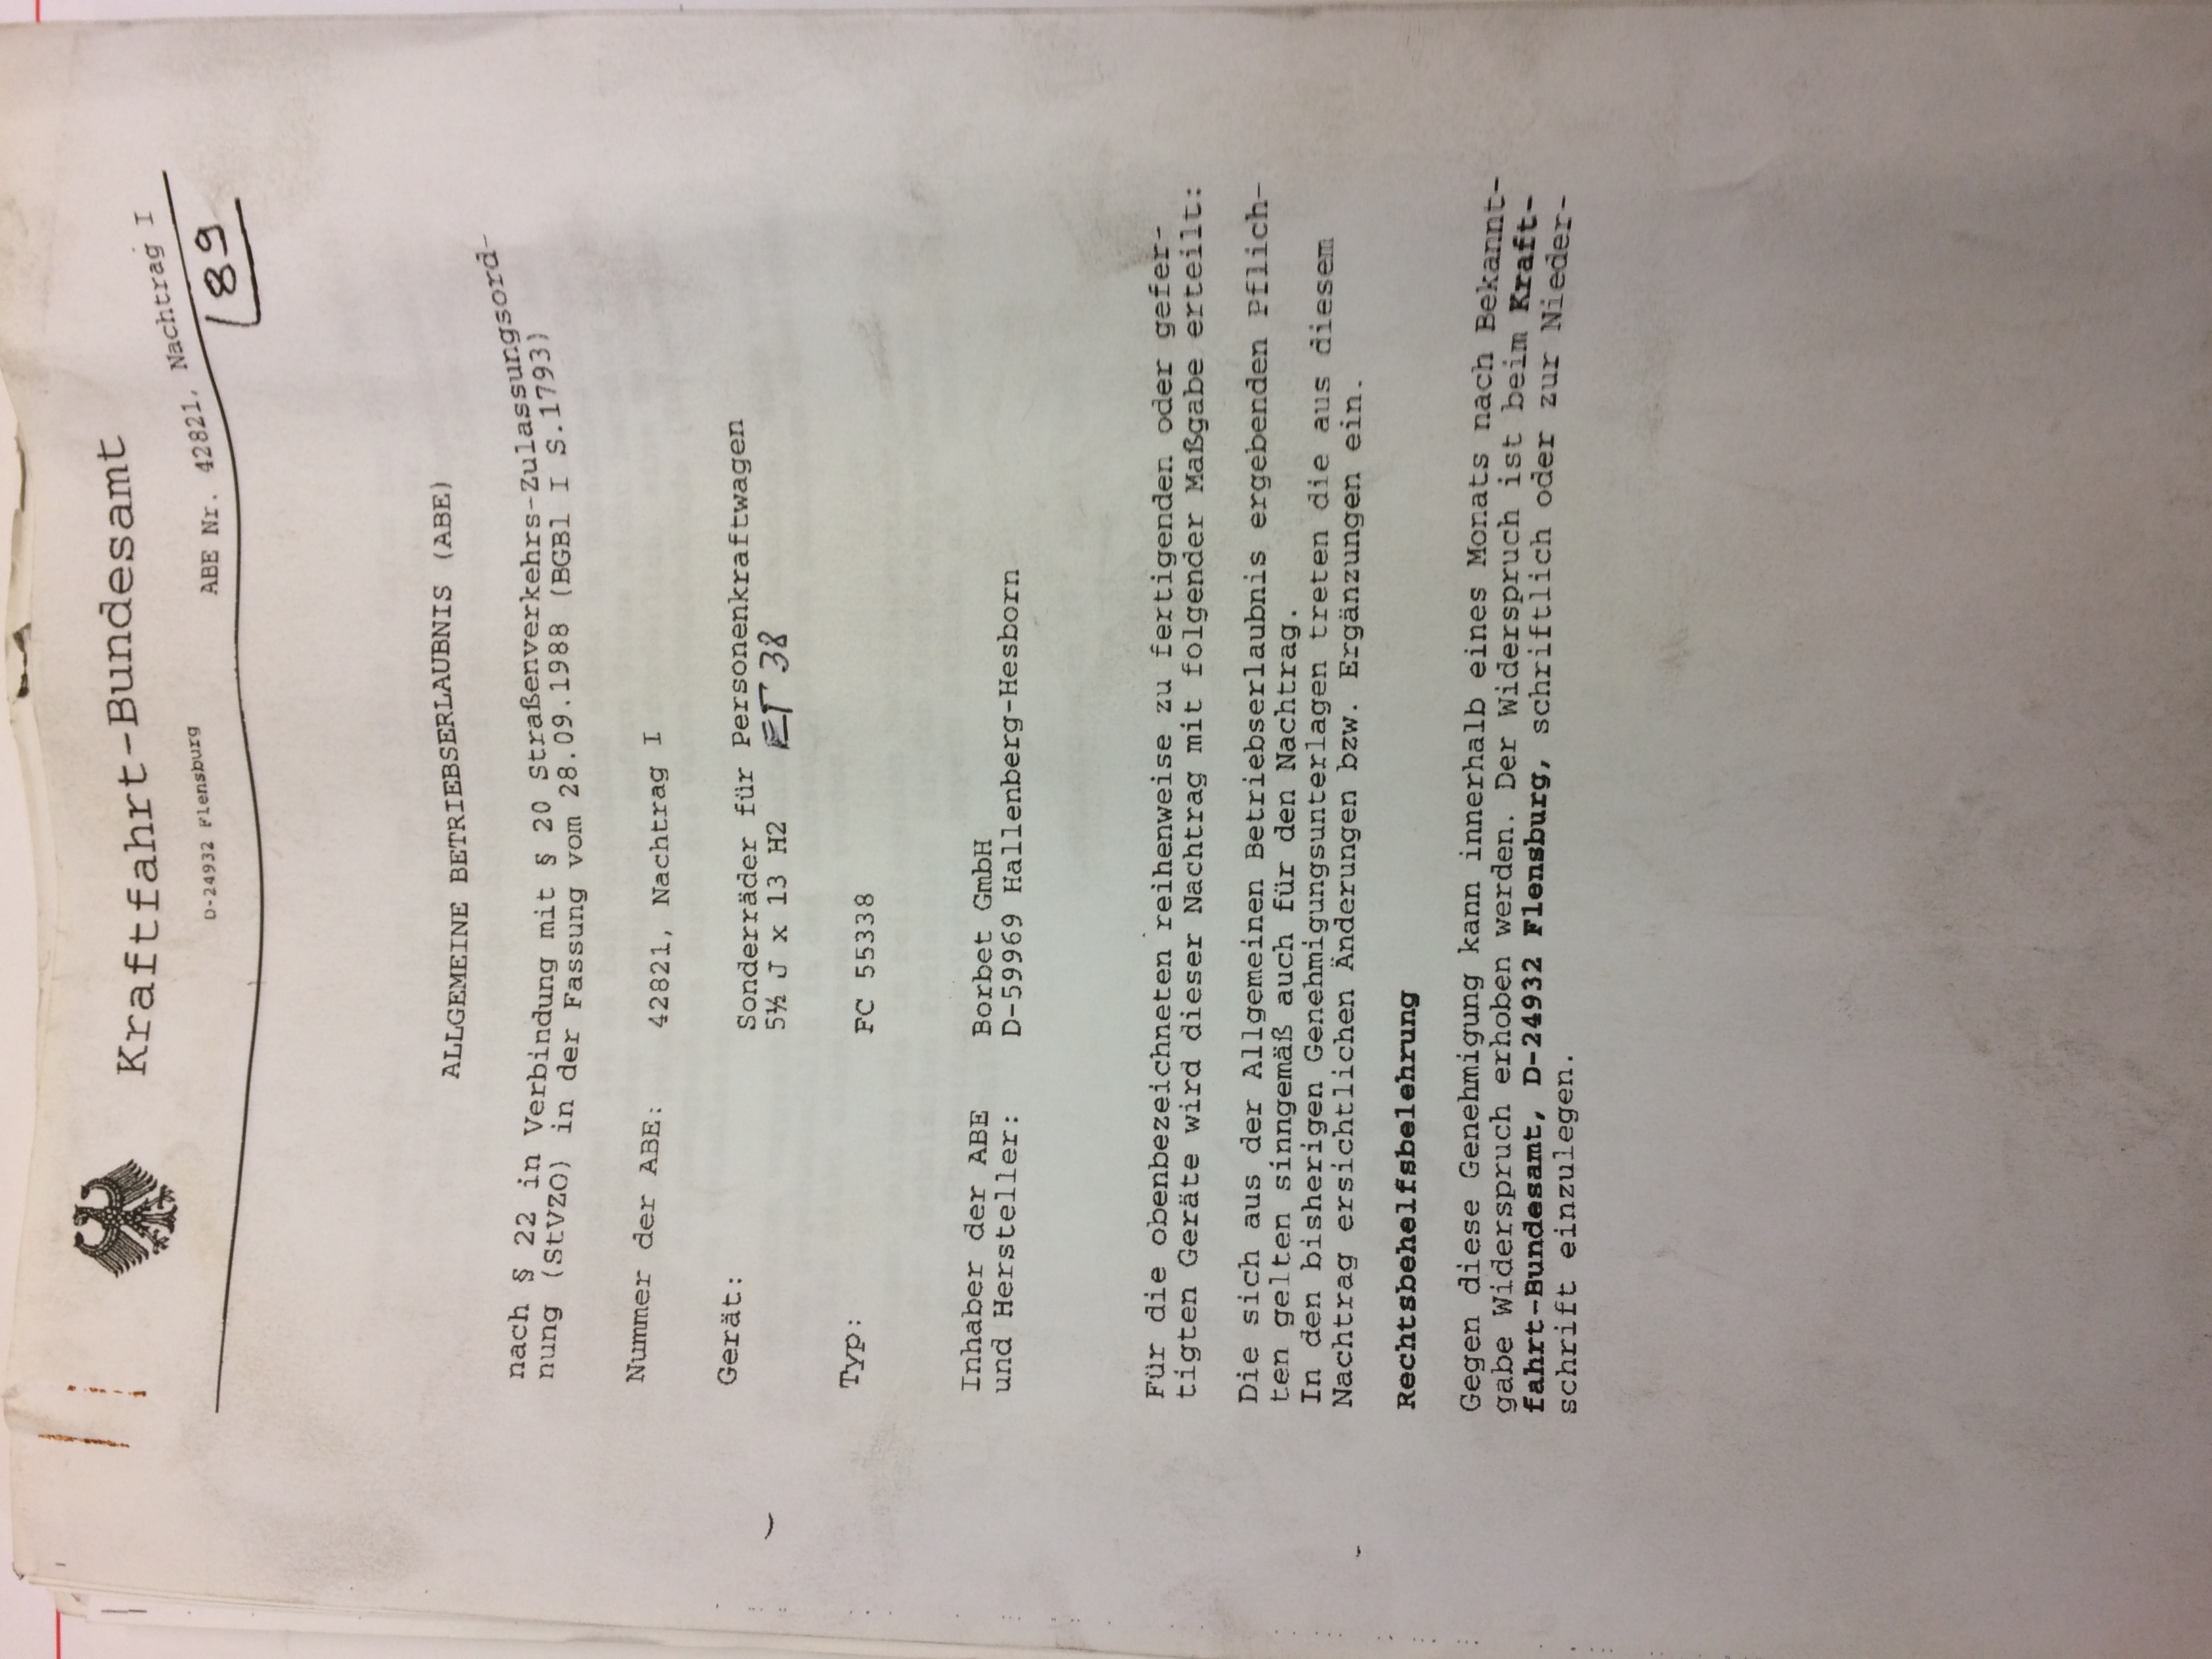 Kraftfahrt-Bundesamt
D-24932 Flensburg
ABE Nr. 42821, Nachtrag I
89
ALLGEMEINE BETRIEBSERLAUBNIS (ABE)
nach § 22 in Verbindung mit § 20 Straßenverkehrs-Zulassungsord-
nung (StVZO) in der Fassung vom 28.09.1988 (BGBl I S.1793)
Nummer der ABE: 42821, Nachtrag I
Gerät: Sonderräder für Personenkraftwagen
5½ J x 13 H2 ET 38
Typ: FC 55338
Inhaber der ABE Borbet GmbH
und Hersteller: D-59969 Hallenberg-Hesborn
Für die obenbezeichneten reihenweise zu fertigenden oder gefer-
tigten Geräte wird dieser Nachtrag mit folgender Maßgabe erteilt:
Die sich aus der Allgemeinen Betriebserlaubnis ergebenden Pflich-
ten gelten sinngemäß auch für den Nachtrag.
In den bisherigen Genehmigungsunterlagen treten die aus diesem
Nachtrag ersichtlichen Änderungen bzw. Ergänzungen ein.
Rechtsbehelfsbelehrung
Gegen diese Genehmigung kann innerhalb eines Monats nach Bekannt-
gabe Widerspruch erhoben werden. Der Widerspruch ist beim Kraft-
fahrt-Bundesamt, D-24932 Flensburg, schriftlich oder zur Nieder-
schrift einzulegen.